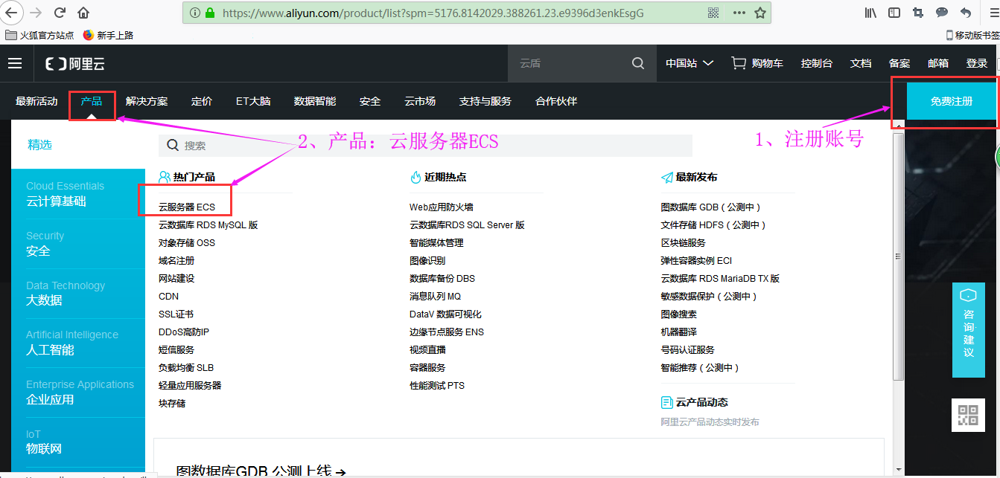 https://www.aliyun.com/product/list?spm=5176.8142029.388261.23.e9396d3enkEsgG
火狐官方站点 新手上路 移动版书签
阿里云 云盾 中国站 购物车 控制台 文档 备案 邮箱 登录
最新活动 产品 解决方案 定价 ET大脑 数据智能 安全 云市场 支持与服务 合作伙伴 免费注册
1、注册账号
2、产品：云服务器ECS
精选 搜索
Cloud Essentials
云计算基础
Security
安全
Data Technology
大数据
Artificial Intelligence
人工智能
Enterprise Applications
企业应用
IoT
物联网
热门产品
云服务器 ECS
云数据库 RDS MySQL 版
对象存储 OSS
域名注册
网站建设
CDN
SSL证书
DDoS高防IP
短信服务
负载均衡 SLB
轻量应用服务器
块存储
近期热点
Web应用防火墙
云数据库RDS SQL Server 版
智能媒体管理
图像识别
数据库备份 DBS
消息队列 MQ
DataV 数据可视化
边缘节点服务 ENS
视频直播
容器服务
性能测试 PTS
最新发布
图数据库 GDB（公测中）
文件存储 HDFS（公测中）
区块链服务
弹性容器实例 ECI
云数据库 RDS MariaDB TX 版
敏感数据保护（公测中）
图像搜索
机器翻译
号码认证服务
智能推荐（公测中）
云产品动态
阿里云产品动态实时发布
图数据库GDB 公测上线
咨询·建议